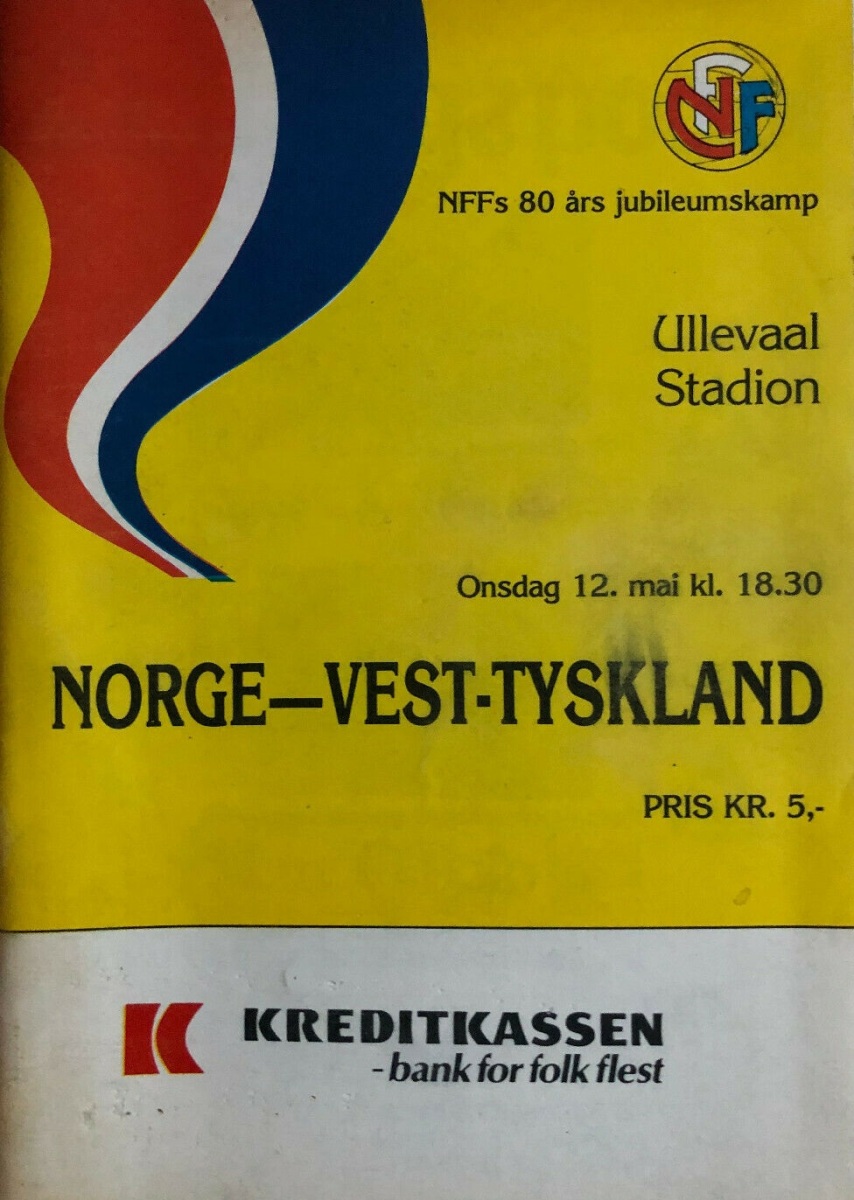 NFF
NFFs 80 års jubileumskamp
Ullevaal
Stadion
Onsdag 12. mai kl. 18.30
NORGE—VEST-TYSKLAND
PRIS KR. 5,-
K KREDITKASSEN
-bank for folk flest